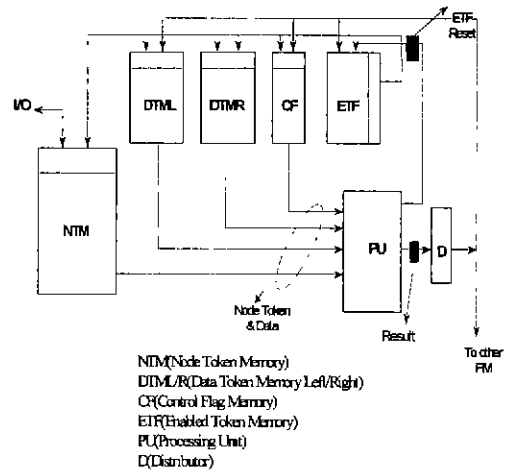 ETF
Reset
I/O
DTML
DTMR
CF
ETF
NTM
PU
D
Node Token
& Data
Result
To other
PM
NTM(Node Token Memory)
DTML/R(Data Token Memory Left/Right)
CF(Control Flag Memory)
ETF(Enabled Token Memory)
PU(Processing Unit)
D(Distributor)